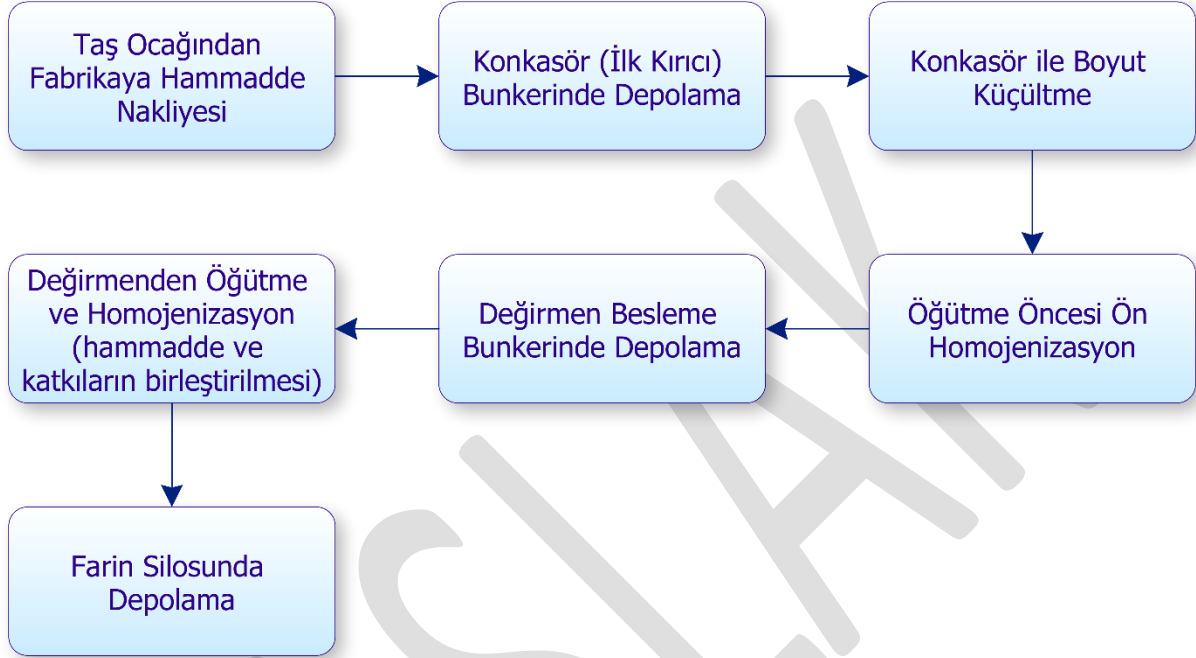 Taş Ocağından
Fabrikaya Hammadde
Nakliyesi
Konkasör (İlk Kırıcı)
Bunkerinde Depolama
Konkasör ile Boyut
Küçültme
Öğütme Öncesi Ön
Homojenizasyon
Değirmen Besleme
Bunkerinde Depolama
Değirmenden Öğütme
ve Homojenizasyon
(hammadde ve
katkıların birleştirilmesi)
Farin Silosunda
Depolama